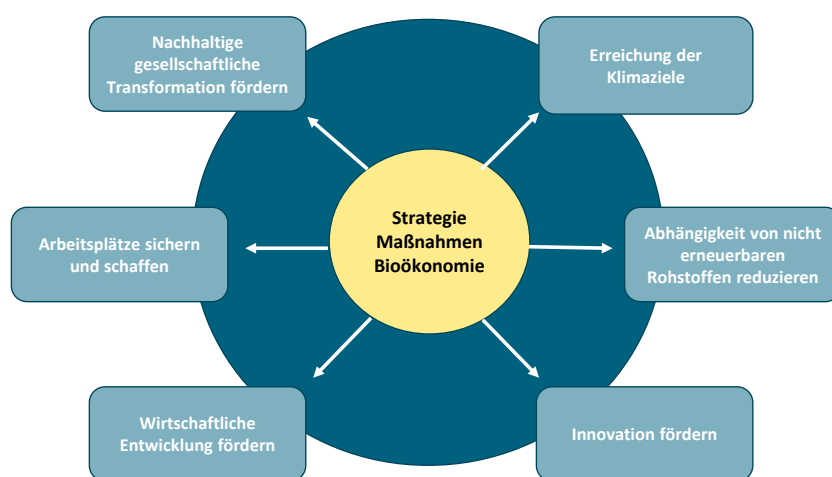 Nachhaltige
gesellschaftliche
Transformation fördern
Erreichung der
Klimaziele
Arbeitsplätze sichern
und schaffen
Strategie
Maßnahmen
Bioökonomie
Abhängigkeit von nicht
erneuerbaren
Rohstoffen reduzieren
Wirtschaftliche
Entwicklung fördern
Innovation fördern